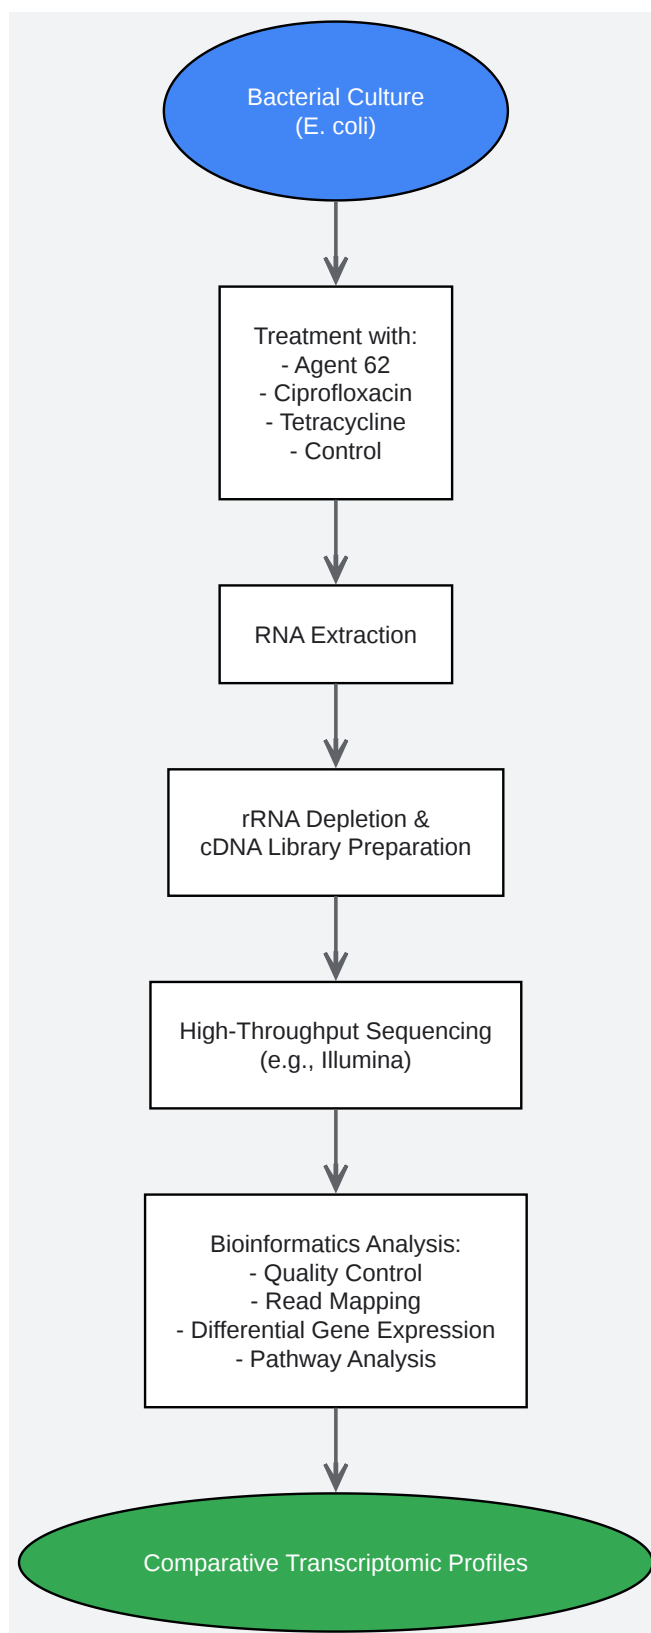 Bacterial Culture
(E. coli)
Treatment with:
- Agent 62
- Ciprofloxacin
- Tetracycline
- Control
RNA Extraction
rRNA Depletion &
cDNA Library Preparation
High-Throughput Sequencing
(e.g., Illumina)
Bioinformatics Analysis:
- Quality Control
- Read Mapping
- Differential Gene Expression
- Pathway Analysis
Comparative Transcriptomic Profiles